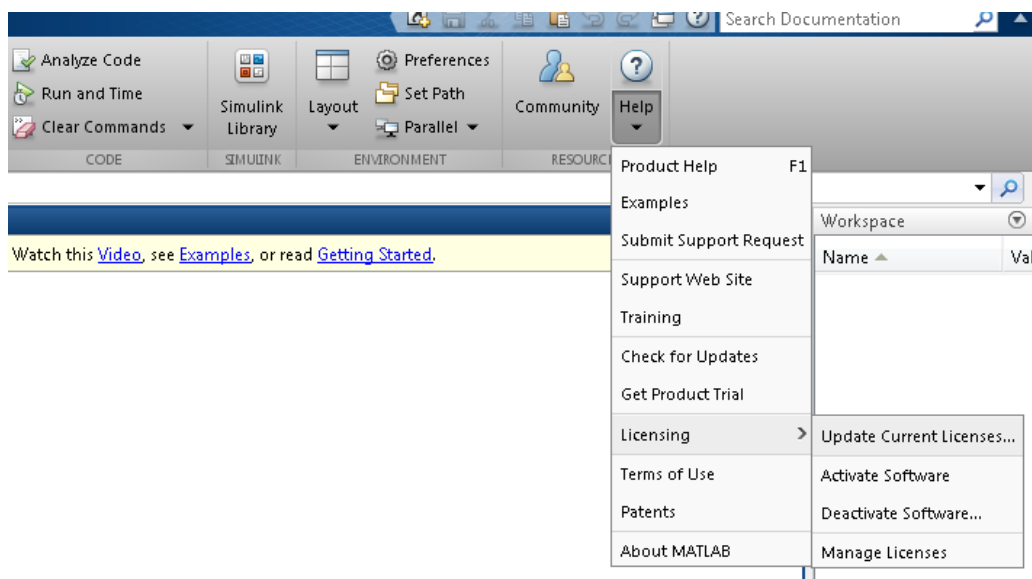 Search Documentation
Analyze Code
Run and Time
Clear Commands
CODE
Simulink
Library
SIMULINK
Layout
Preferences
Set Path
Parallel
ENVIRONMENT
Community
Help
RESOURC
Product Help F1
Examples
Submit Support Request
Support Web Site
Training
Check for Updates
Get Product Trial
Licensing
Terms of Use
Patents
About MATLAB
Update Current Licenses...
Activate Software
Deactivate Software...
Manage Licenses
Watch this Video, see Examples, or read Getting Started.
Workspace
Name Val